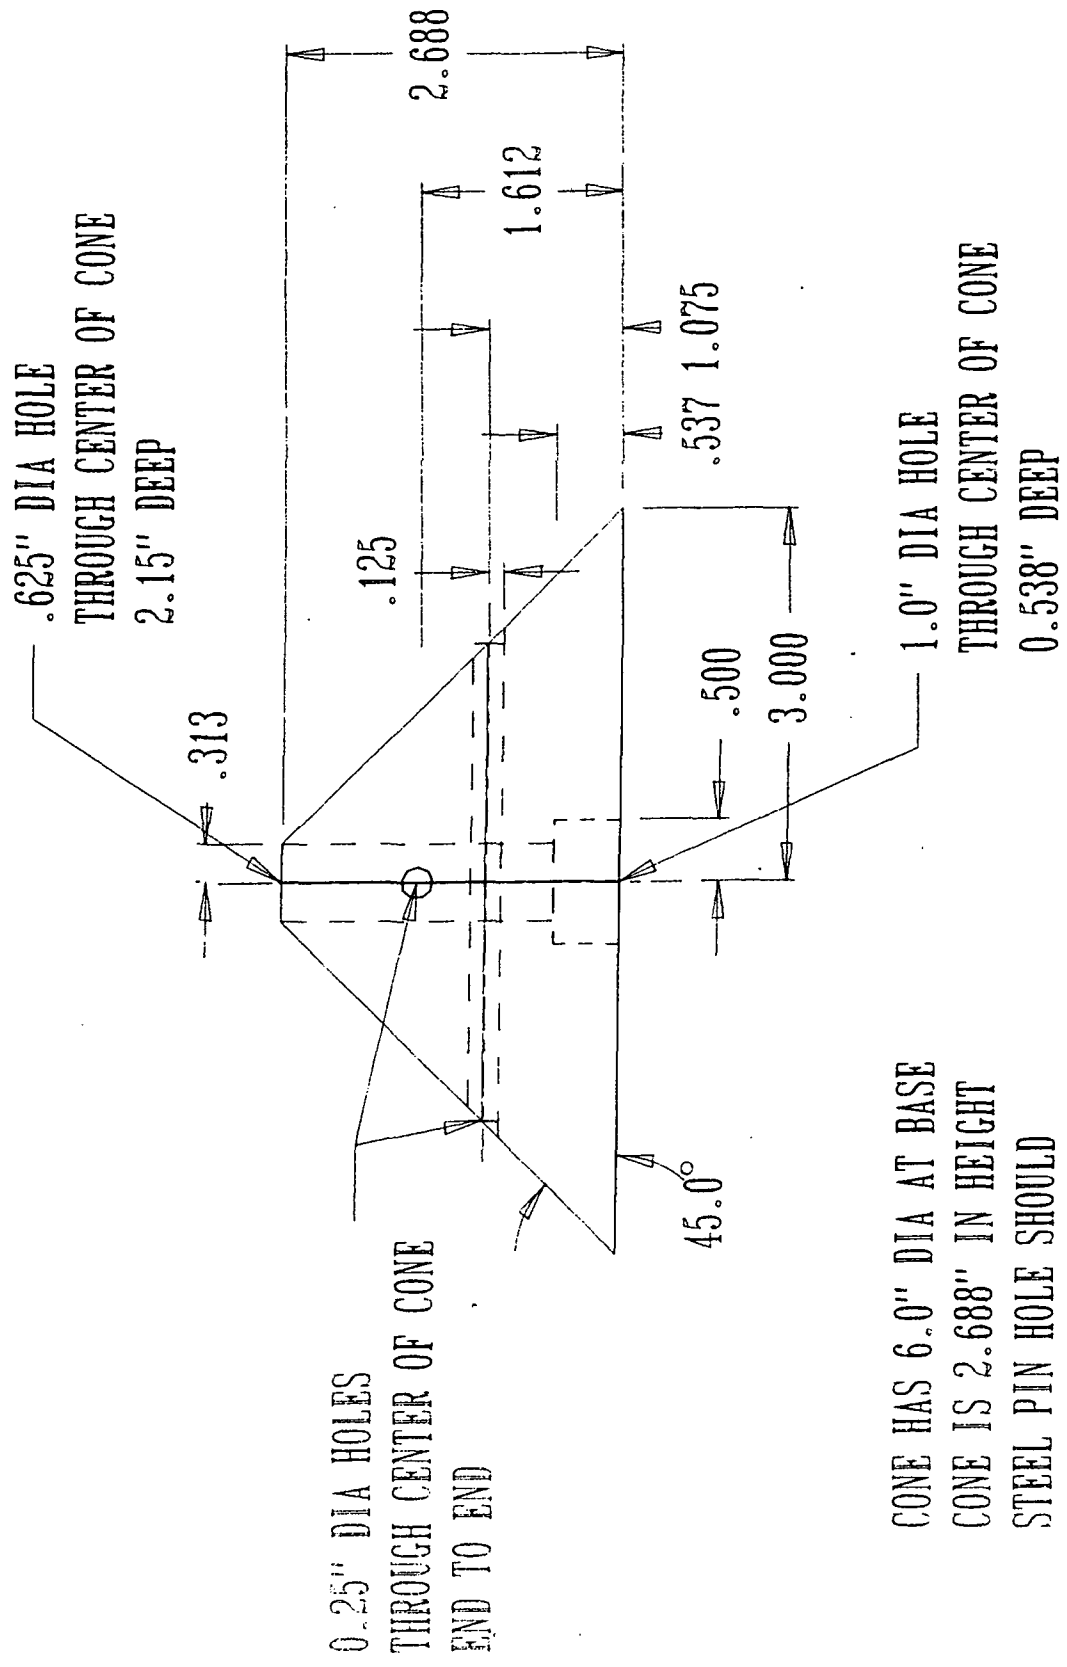 .625" DIA HOLE
THROUGH CENTER OF CONE
2.15" DEEP
.313
2.688
1.612
.125
.537 1.075
0.25" DIA HOLES
THROUGH CENTER OF CONE
END TO END
45.0°
.500
3.000
1.0" DIA HOLE
THROUGH CENTER OF CONE
0.538" DEEP
CONE HAS 6.0" DIA AT BASE
CONE IS 2.688" IN HEIGHT
STEEL PIN HOLE SHOULD